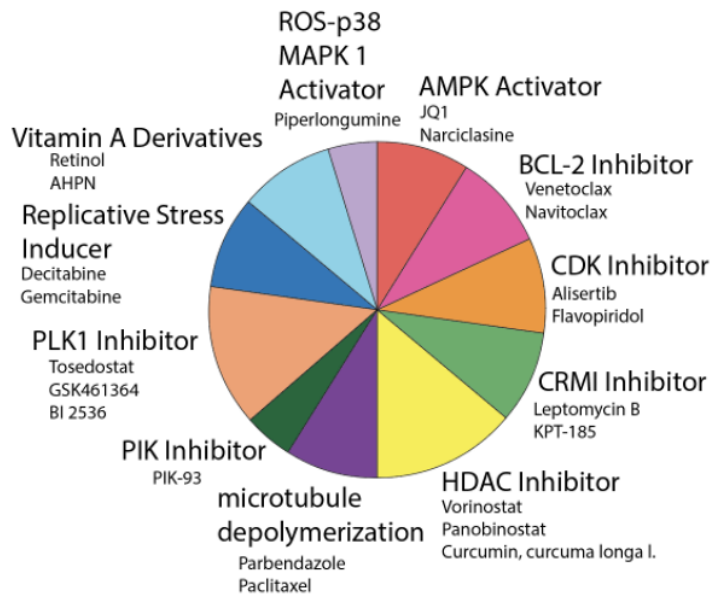 ROS-p38
MAPK 1
Activator
Piperlongumine
AMPK Activator
JQ1
Narciclasine
BCL-2 Inhibitor
Venetoclax
Navitoclax
CDK Inhibitor
Alisertib
Flavopiridol
CRMI Inhibitor
Leptomycin B
KPT-185
HDAC Inhibitor
Vorinostat
Panobinostat
Curcumin, curcuma longa l.
microtubule
depolymerization
Parbendazole
Paclitaxel
PIK Inhibitor
PIK-93
PLK1 Inhibitor
Tosedostat
GSK461364
BI 2536
Replicative Stress
Inducer
Decitabine
Gemcitabine
Vitamin A Derivatives
Retinol
AHPN